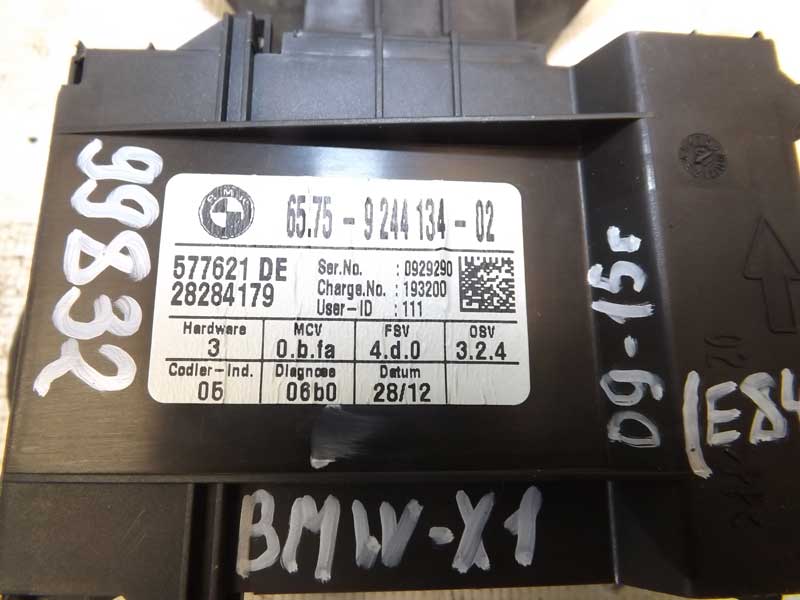 99832
BMW
65.75 - 9 244 134 - 02
577621 DE
28284179
Ser.No. : 0929290
Charge.No. : 193200
User-ID : 111
Hardware MCV FSV OSV
3 0.b.fa 4.d.0 3.2.4
Codier-Ind. Diagnose Datum
05 06b0 28/12
09-15г
E84
BMW-X1